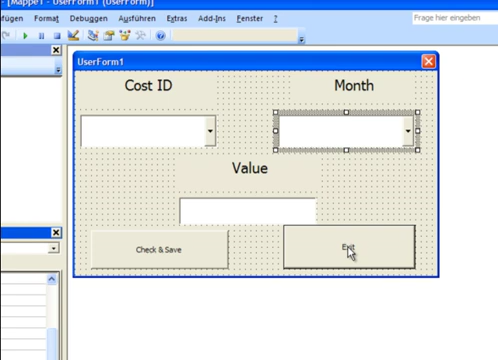 [Mappe1 - UserForm1 (UserForm)]
fügen Format Debuggen Ausführen Extras Add-Ins Fenster ? Frage hier eingeben
UserForm1
Cost ID Month
Value
Check & Save Exit